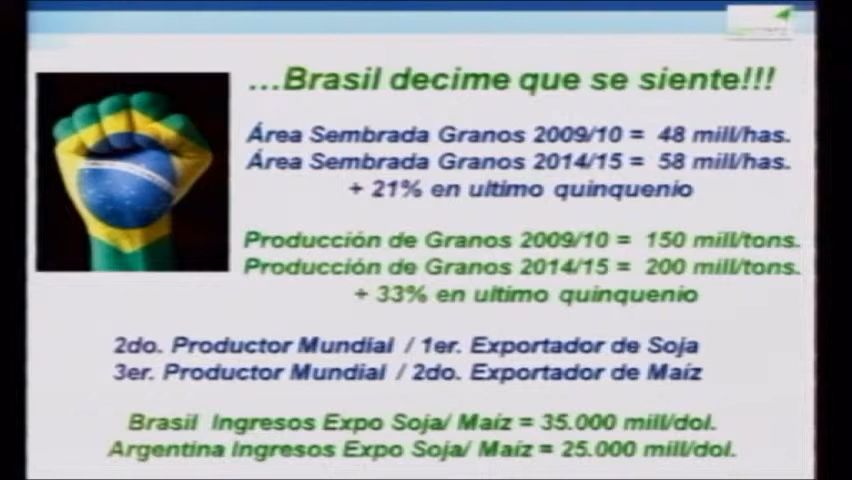 ...Brasil decime que se siente!!!
Área Sembrada Granos 2009/10 = 48 mill/has.
Área Sembrada Granos 2014/15 = 58 mill/has.
+ 21% en ultimo quinquenio
Producción de Granos 2009/10 = 150 mill/tons.
Producción de Granos 2014/15 = 200 mill/tons.
+ 33% en ultimo quinquenio
2do. Productor Mundial / 1er. Exportador de Soja
3er. Productor Mundial / 2do. Exportador de Maíz
Brasil Ingresos Expo Soja/ Maíz = 35.000 mill/dol.
Argentina Ingresos Expo Soja/ Maíz = 25.000 mill/dol.